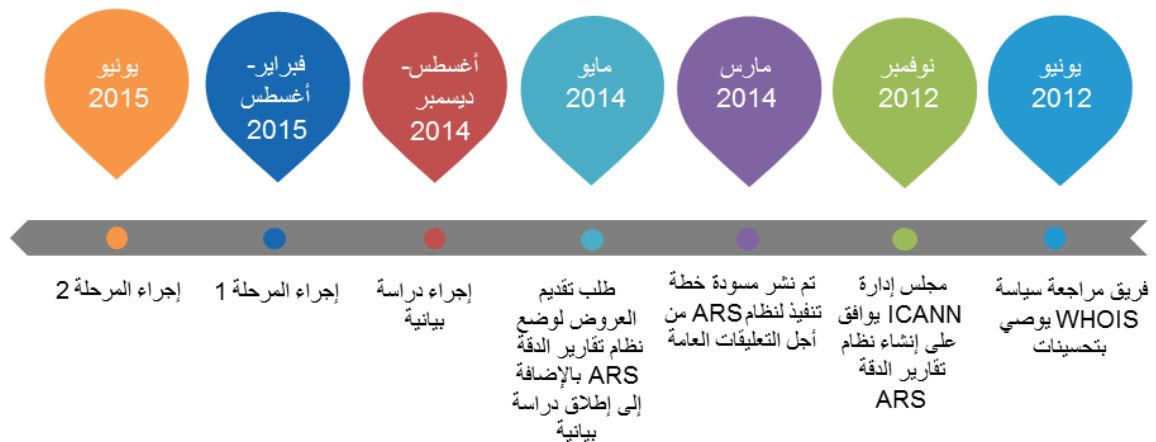 يونيو
2012
نوفمبر
2012
مارس
2014
مايو
2014
أغسطس-
ديسمبر
2014
فبراير-
أغسطس
2015
يونيو
2015
فريق مراجعة سياسة
WHOIS يوصي
بتحسينات
مجلس إدارة
ICANN يوافق
على إنشاء نظام
تقارير الدقة
ARS
تم نشر مسودة خطة
تنفيذ لنظام ARS من
أجل التعليقات العامة
طلب تقديم
العروض لوضع
نظام تقارير الدقة
ARS بالإضافة
إلى إطلاق دراسة
بيانية
إجراء دراسة
بيانية
إجراء المرحلة 1
إجراء المرحلة 2